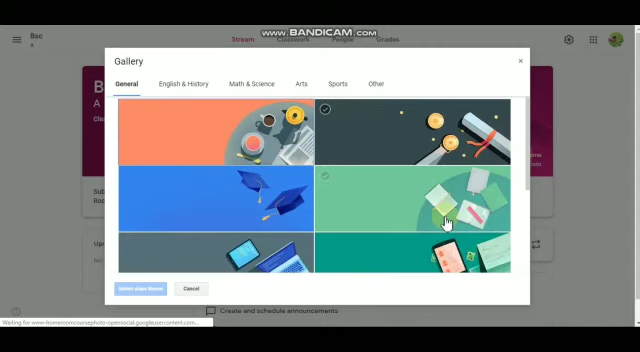 www.BANDICAM.com
Stream Classwork People Grades
Gallery
General English & History Math & Science Arts Sports Other
Select class theme Cancel
Create and schedule announcements